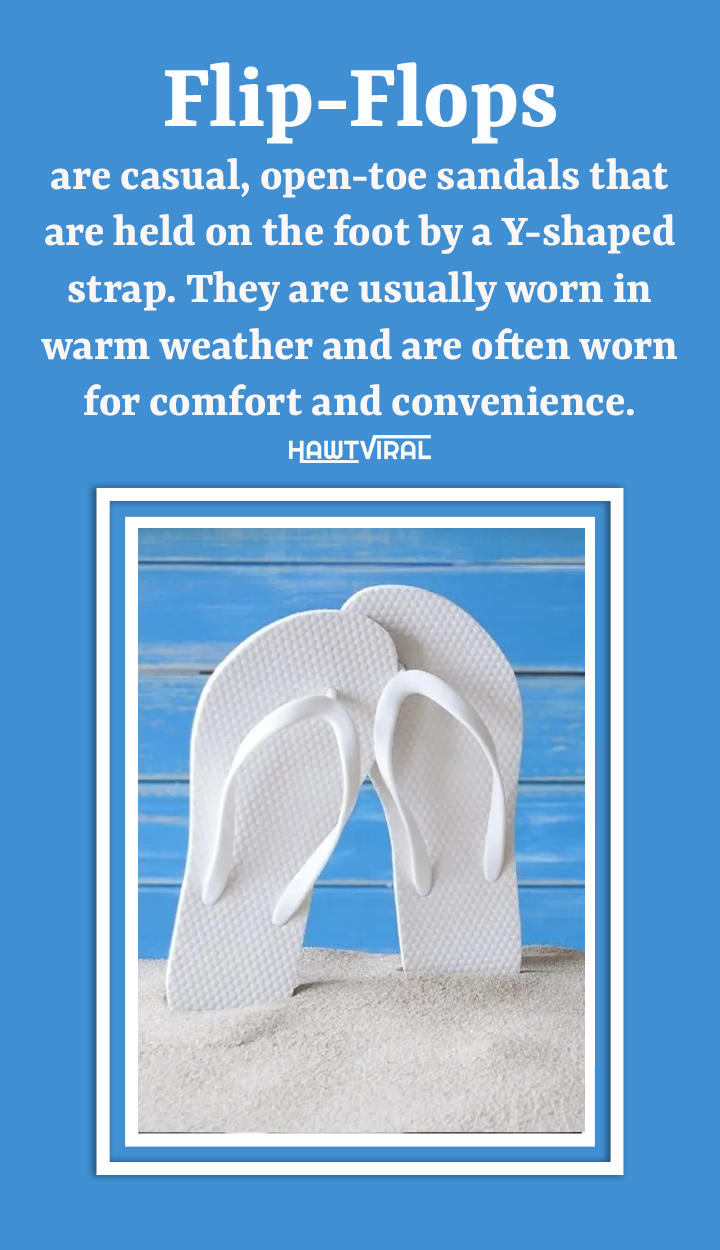 Flip-Flops
are casual, open-toe sandals that
are held on the foot by a Y-shaped
strap. They are usually worn in
warm weather and are often worn
for comfort and convenience.
HAWTVIRAL